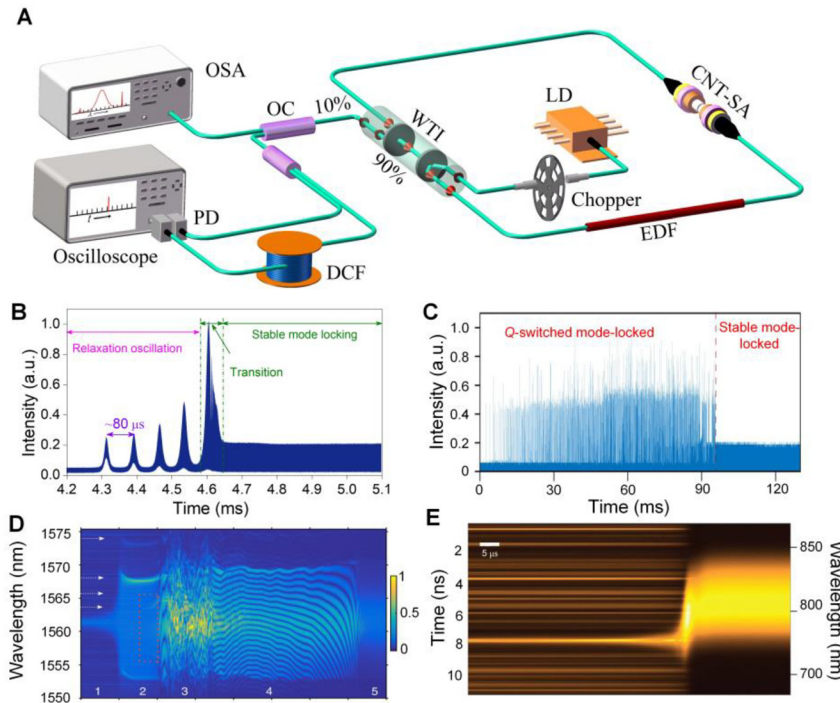 A
OSA
OC
10%
WTI
90%
LD
CNT-SA
Chopper
EDF
PD
Oscilloscope
DCF
B
Intensity (a.u.)
1.0
0.8
0.6
0.4
0.2
0.0
Relaxation oscillation
Stable mode locking
Transition
~80 μs
4.2 4.3 4.4 4.5 4.6 4.7 4.8 4.9 5.0 5.1
Time (ms)
C
Intensity (a.u.)
1.0
0.8
0.6
0.4
0.2
0
Q-switched mode-locked
Stable mode-
locked
0 30 60 90 120
Time (ms)
D
Wavelength (nm)
1575
1570
1565
1561
1555
1550
1 2 3 4 5
1
0.5
0
E
5 μs
Time (ns)
2
4
6
8
10
850
800
740
Wavelength (nm)